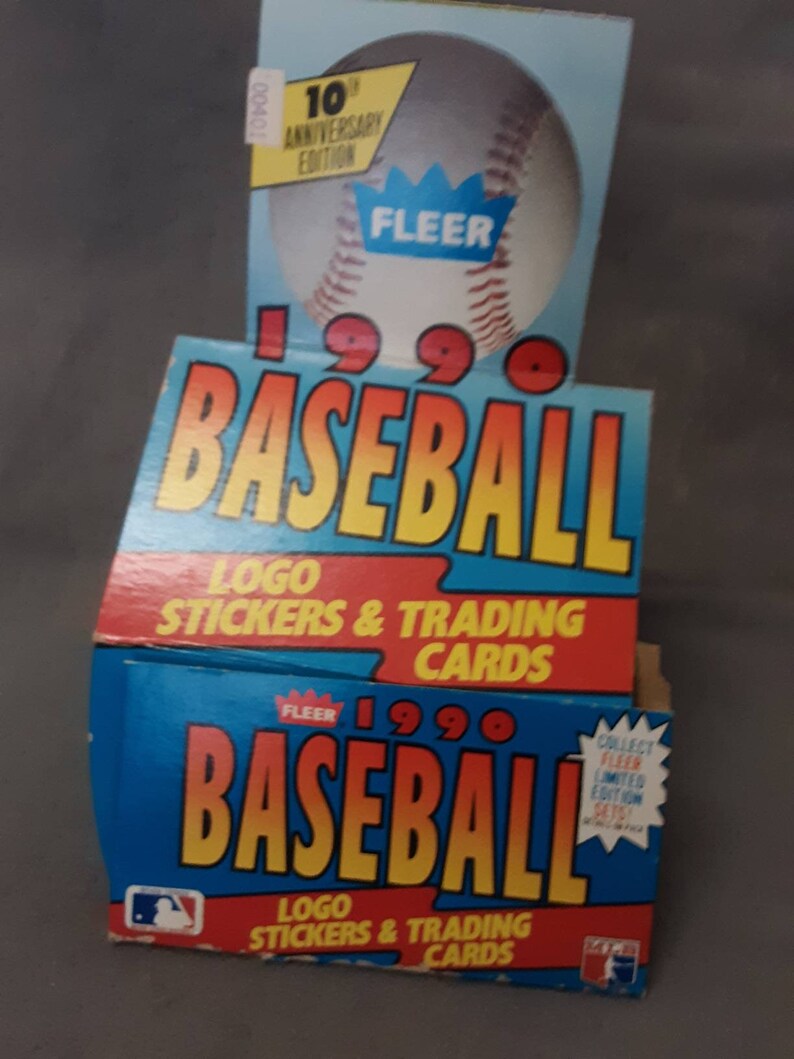 00401
10TH
ANNIVERSARY
EDITION
FLEER
1990
BASEBALL
LOGO
STICKERS & TRADING
CARDS
FLEER 1990
BASEBALL
COLLECT
FLEER
LIMITED
EDITION
SETS!
LOGO
STICKERS & TRADING
CARDS